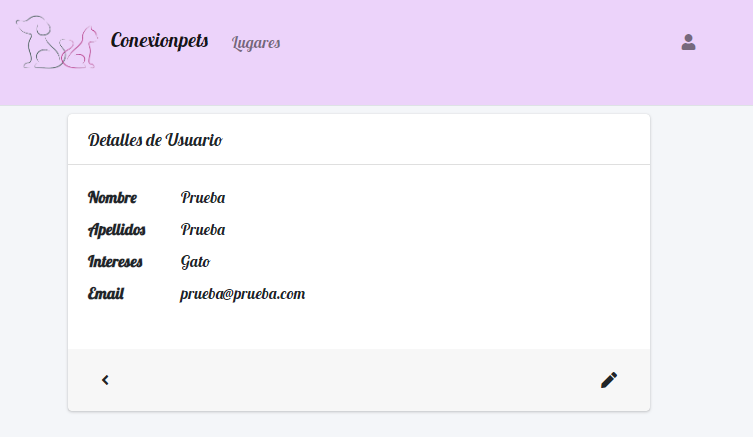 Conexionpets Lugares
Detalles de Usuario
Nombre Prueba
Apellidos Prueba
Intereses Gato
Email prueba@prueba.com